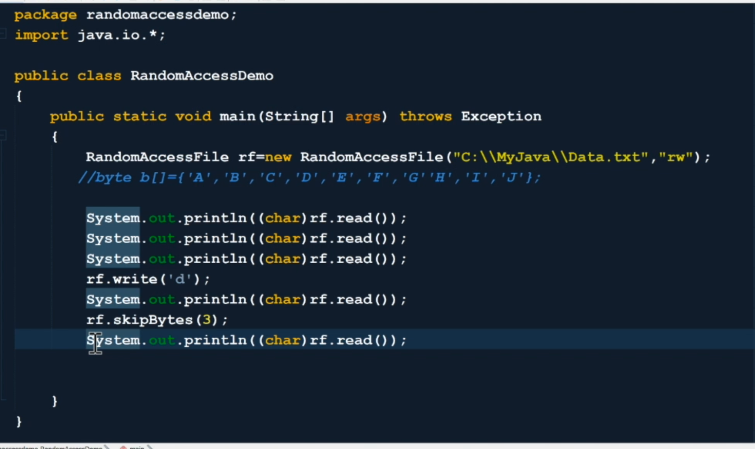 package randomaccessdemo;
import java.io.*;
public class RandomAccessDemo
{
public static void main(String[] args) throws Exception
{
RandomAccessFile rf=new RandomAccessFile("C:\\MyJava\\Data.txt","rw");
//byte b[]={'A','B','C','D','E','F','G''H','I','J'};
System.out.println((char)rf.read());
System.out.println((char)rf.read());
System.out.println((char)rf.read());
rf.write('d');
System.out.println((char)rf.read());
rf.skipBytes(3);
System.out.println((char)rf.read());
}
}